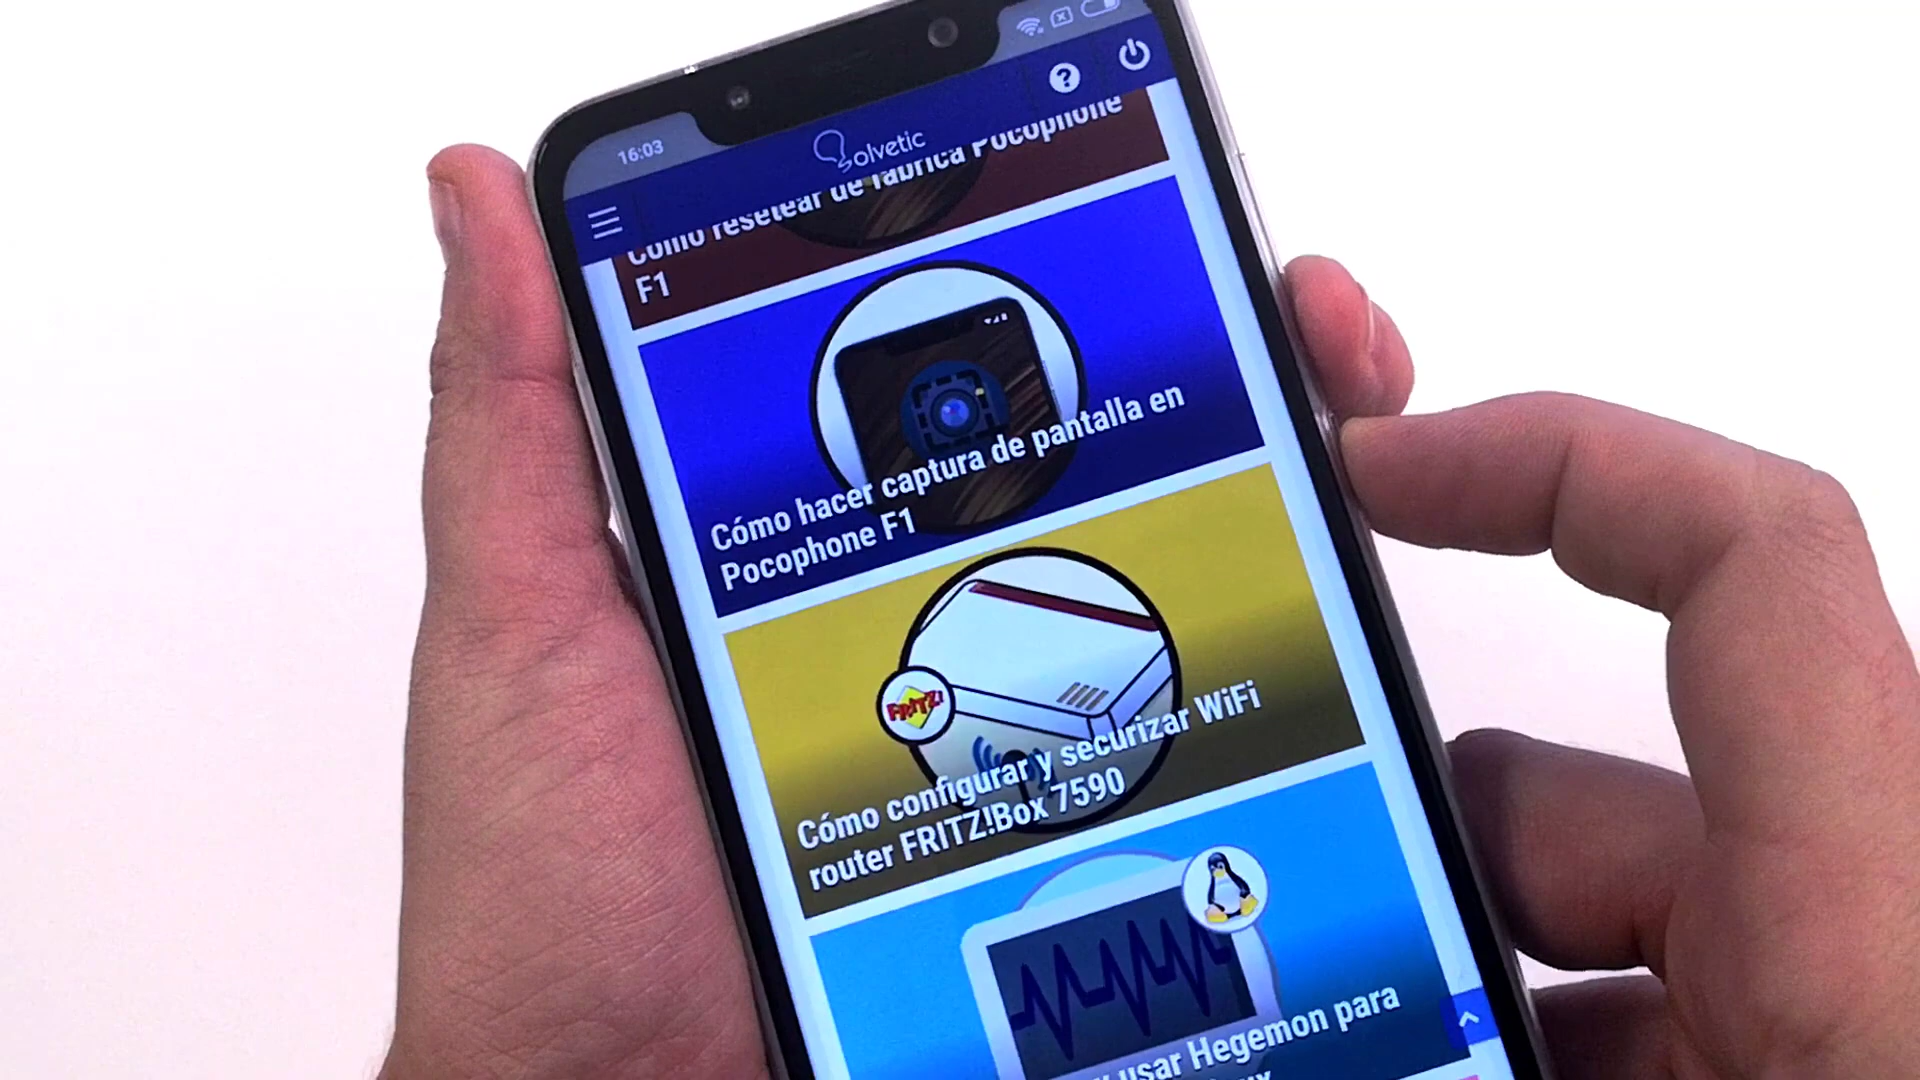 16:03
Solvetic
Cómo resetear de fábrica Pocophone
F1
Cómo hacer captura de pantalla en
Pocophone F1
FRITZ!
Cómo configurar y securizar WiFi
router FRITZ!Box 7590
usar Hegemon para